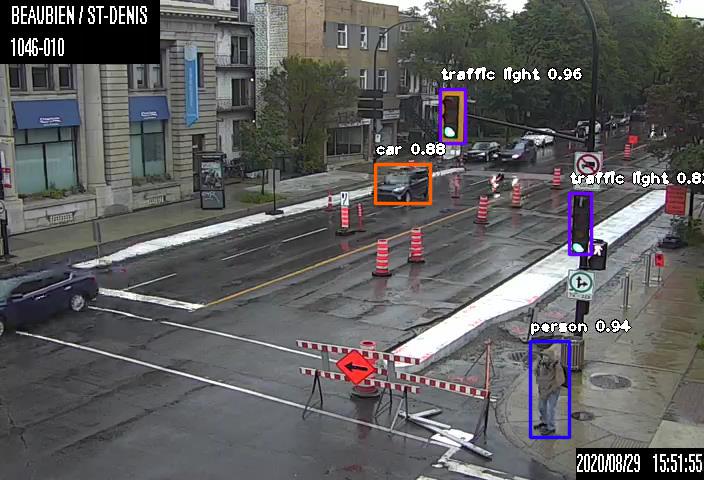 BEAUBIEN / ST-DENIS
1046-010
traffic light 0.96
car 0.88
traffic light 0.8
person 0.94
2020/08/29 15:51:55